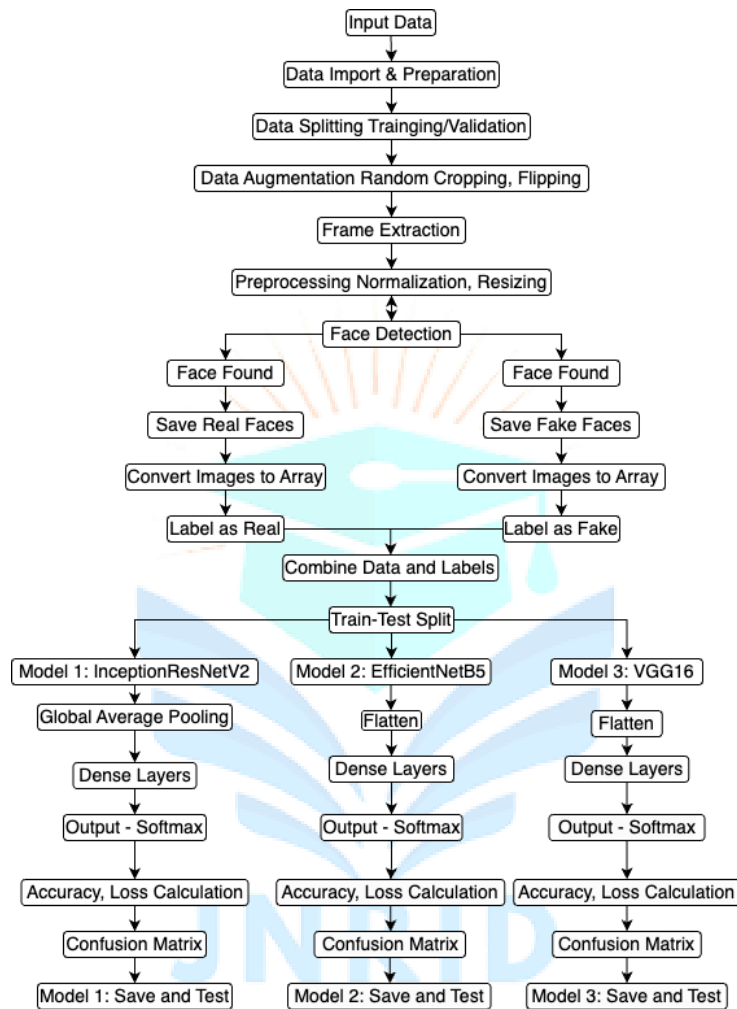 Input Data
Data Import & Preparation
Data Splitting Trainging/Validation
Data Augmentation Random Cropping, Flipping
Frame Extraction
Preprocessing Normalization, Resizing
Face Detection
Face Found
Face Found
Save Real Faces
Save Fake Faces
Convert Images to Array
Convert Images to Array
Label as Real
Label as Fake
Combine Data and Labels
Train-Test Split
Model 1: InceptionResNetV2
Model 2: EfficientNetB5
Model 3: VGG16
Global Average Pooling
Flatten
Flatten
Dense Layers
Dense Layers
Dense Layers
Output - Softmax
Output - Softmax
Output - Softmax
Accuracy, Loss Calculation
Accuracy, Loss Calculation
Accuracy, Loss Calculation
Confusion Matrix
Confusion Matrix
Confusion Matrix
Model 1: Save and Test
Model 2: Save and Test
Model 3: Save and Test
JNRID